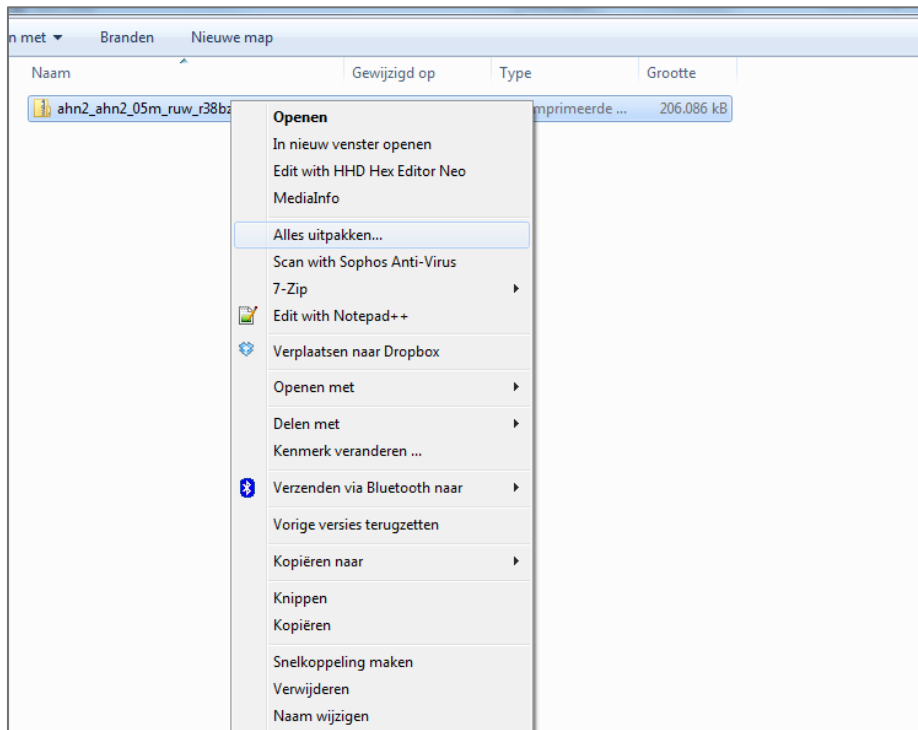 n met Branden Nieuwe map
Naam Gewijzigd op Type Grootte
ahn2_ahn2_05m_ruw_r38bz mprimeerde ... 206.086 kB
Openen
In nieuw venster openen
Edit with HHD Hex Editor Neo
MediaInfo
Alles uitpakken...
Scan with Sophos Anti-Virus
7-Zip
Edit with Notepad++
Verplaatsen naar Dropbox
Openen met
Delen met
Kenmerk veranderen ...
Verzenden via Bluetooth naar
Vorige versies terugzetten
Kopiëren naar
Knippen
Kopiëren
Snelkoppeling maken
Verwijderen
Naam wijzigen